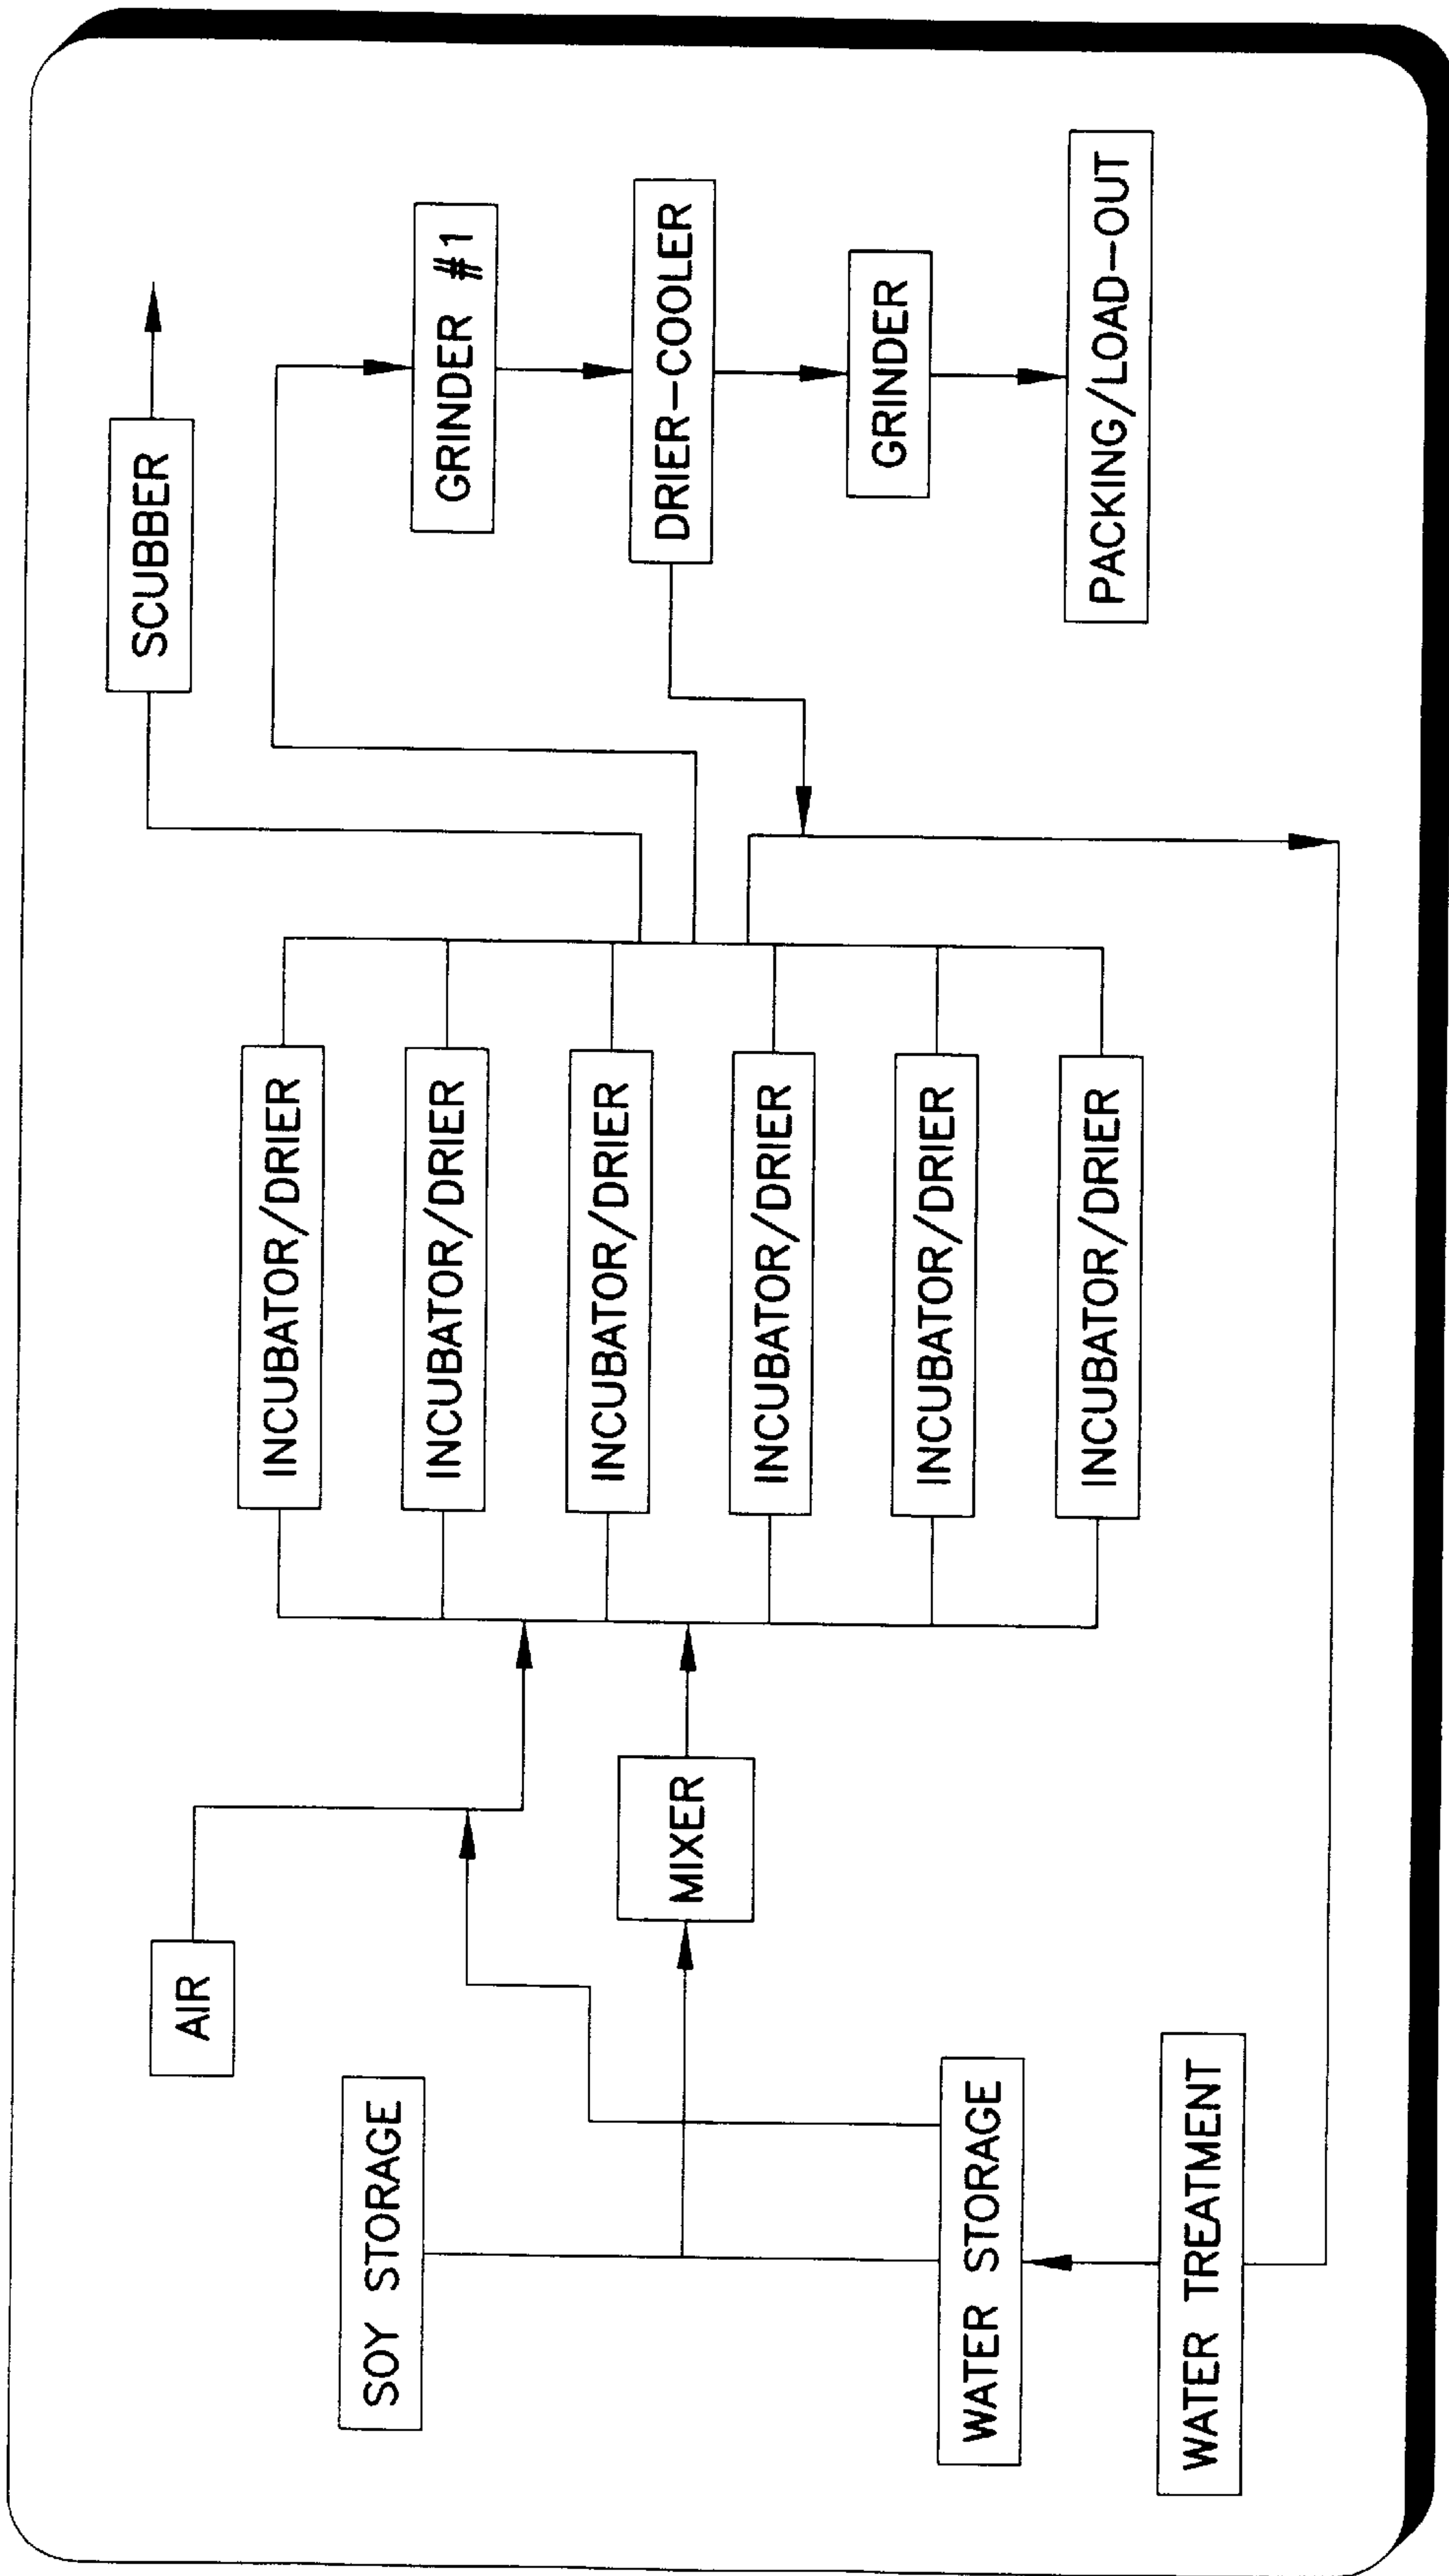 AIR
SOY STORAGE
WATER STORAGE
WATER TREATMENT
MIXER
INCUBATOR/DRIER
INCUBATOR/DRIER
INCUBATOR/DRIER
INCUBATOR/DRIER
INCUBATOR/DRIER
INCUBATOR/DRIER
SCUBBER
GRINDER #1
DRIER-COOLER
GRINDER
PACKING/LOAD-OUT